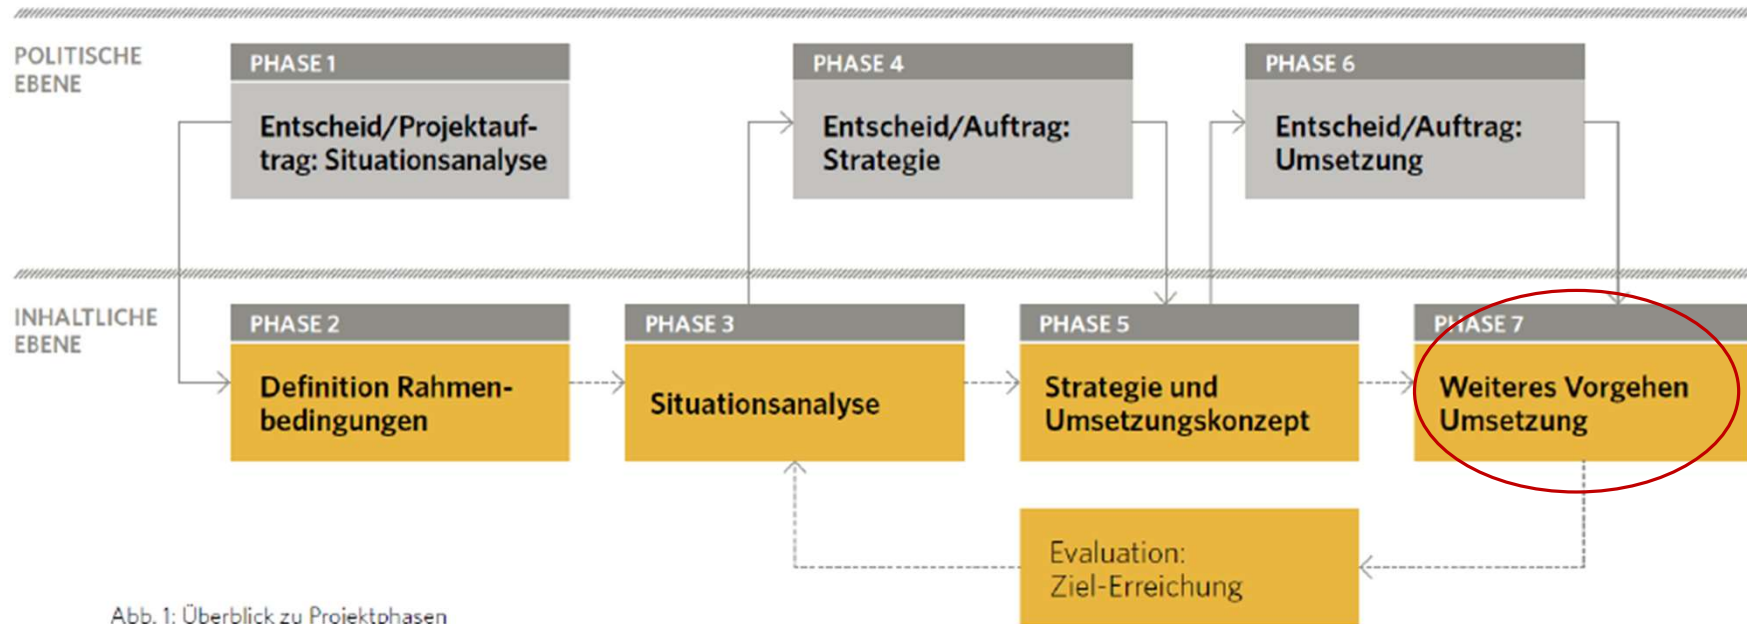 POLITISCHE
EBENE
PHASE 1
Entscheid/Projektauf-
trag: Situationsanalyse
PHASE 4
Entscheid/Auftrag:
Strategie
PHASE 6
Entscheid/Auftrag:
Umsetzung
INHALTLICHE
EBENE
PHASE 2
Definition Rahmen-
bedingungen
PHASE 3
Situationsanalyse
PHASE 5
Strategie und
Umsetzungskonzept
PHASE 7
Weiteres Vorgehen
Umsetzung
Evaluation:
Ziel-Erreichung
Abb. 1: Überblick zu Projektphasen